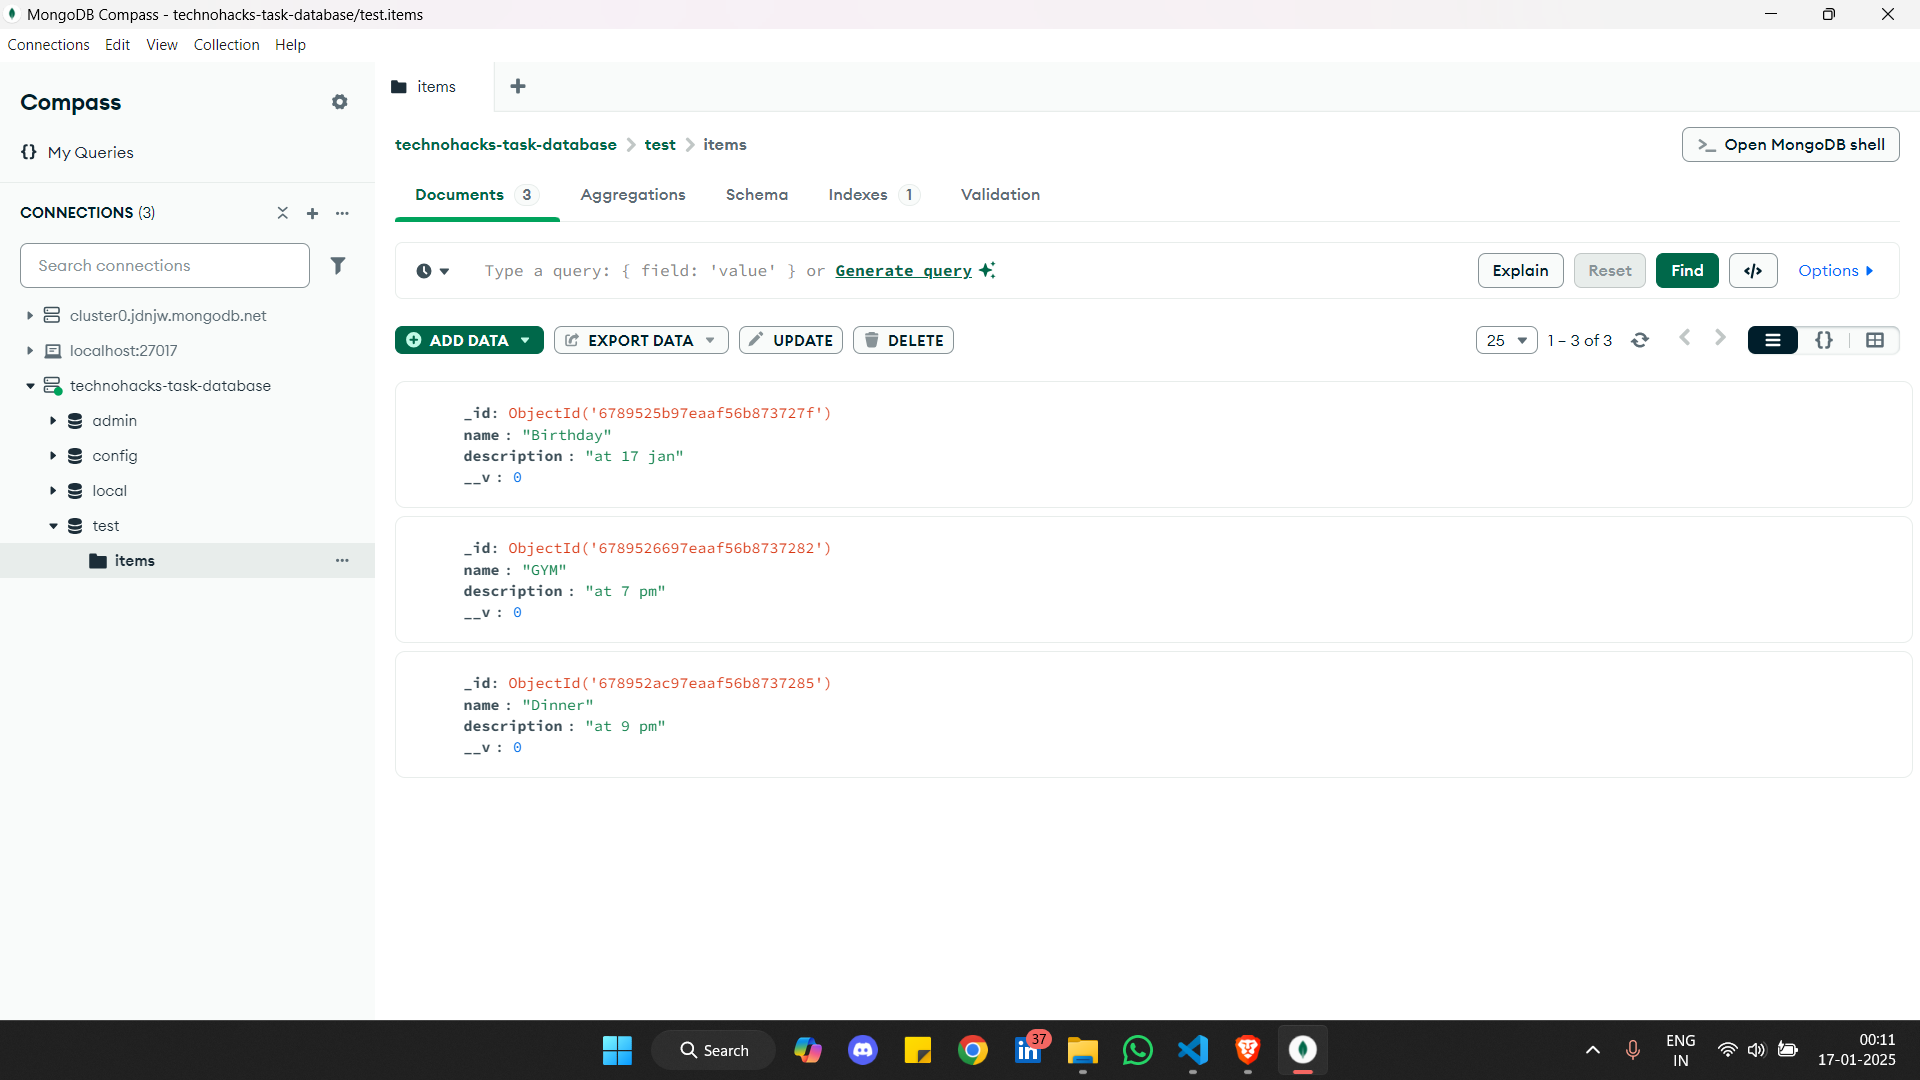 MongoDB Compass - technohacks-task-database/test.items
Connections Edit View Collection Help
Compass
{} My Queries
CONNECTIONS (3)
Search connections
cluster0.jdnjw.mongodb.net
localhost:27017
technohacks-task-database
admin
config
local
test
items
items
technohacks-task-database > test > items
>_ Open MongoDB shell
Documents 3 Aggregations Schema Indexes 1 Validation
Type a query: { field: 'value' } or Generate query
Explain Reset Find </> Options
ADD DATA EXPORT DATA UPDATE DELETE
25 1 – 3 of 3 {}
_id: ObjectId('6789525b97eaaf56b873727f')
name : "Birthday"
description : "at 17 jan"
__v : 0
_id: ObjectId('6789526697eaaf56b8737282')
name : "GYM"
description : "at 7 pm"
__v : 0
_id: ObjectId('678952ac97eaaf56b8737285')
name : "Dinner"
description : "at 9 pm"
__v : 0
Search
37
ENG
IN
00:11
17-01-2025